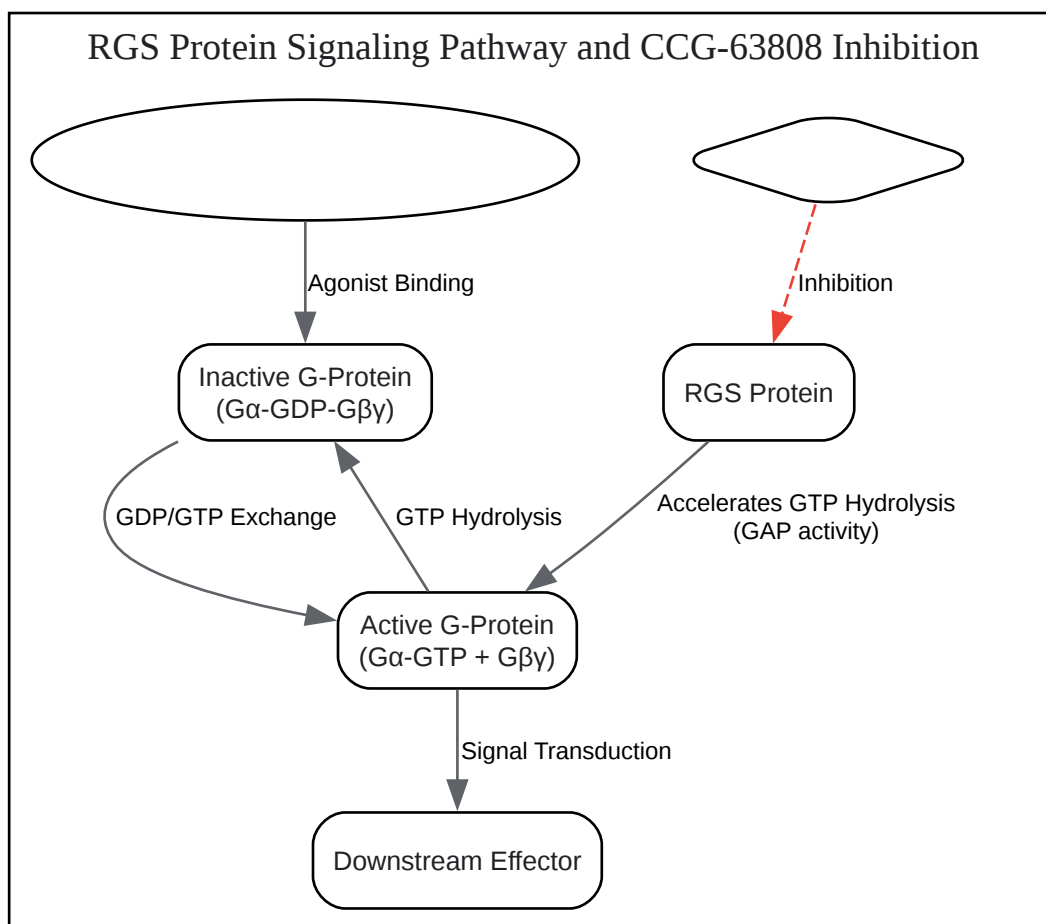 RGS Protein Signaling Pathway and CCG-63808 Inhibition
Agonist Binding
Inhibition
Inactive G-Protein
(Gα-GDP-Gβγ)
RGS Protein
GDP/GTP Exchange
GTP Hydrolysis
Accelerates GTP Hydrolysis
(GAP activity)
Active G-Protein
(Gα-GTP + Gβγ)
Signal Transduction
Downstream Effector